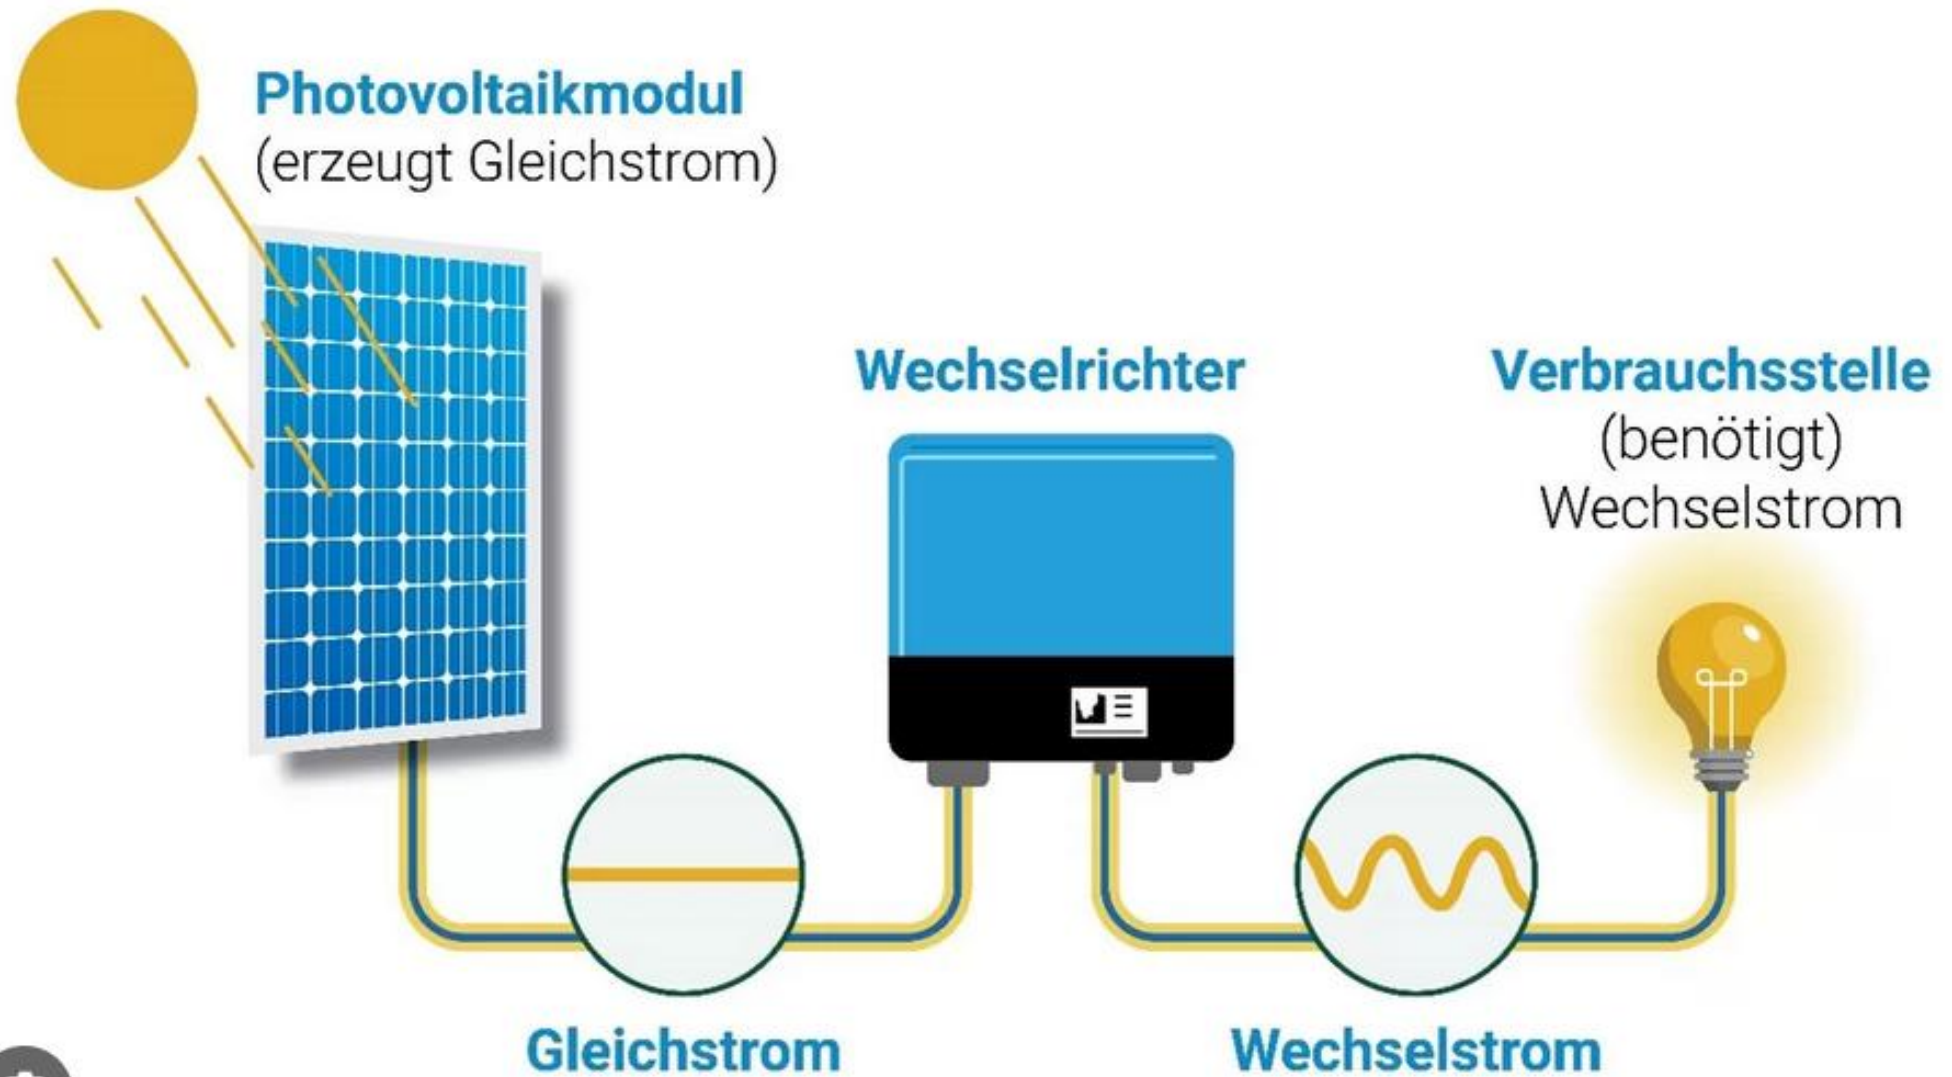 Photovoltaikmodul
(erzeugt Gleichstrom)
Wechselrichter
Verbrauchsstelle
(benötigt)
Wechselstrom
Gleichstrom
Wechselstrom